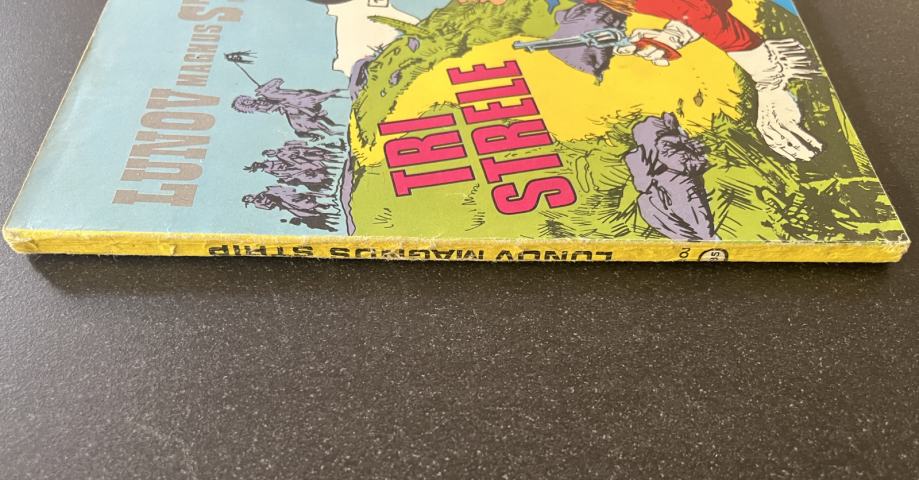 LUNOV MAGNUS S
TRI
STRELE
LUNOV MAGNUS STRIP